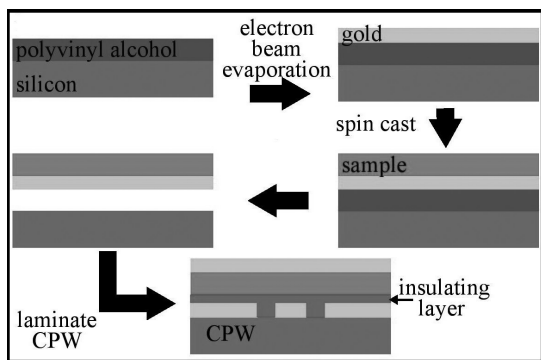 polyvinyl alcohol
silicon
electron
beam
evaporation
gold
spin cast
sample
laminate
CPW
CPW
insulating
layer